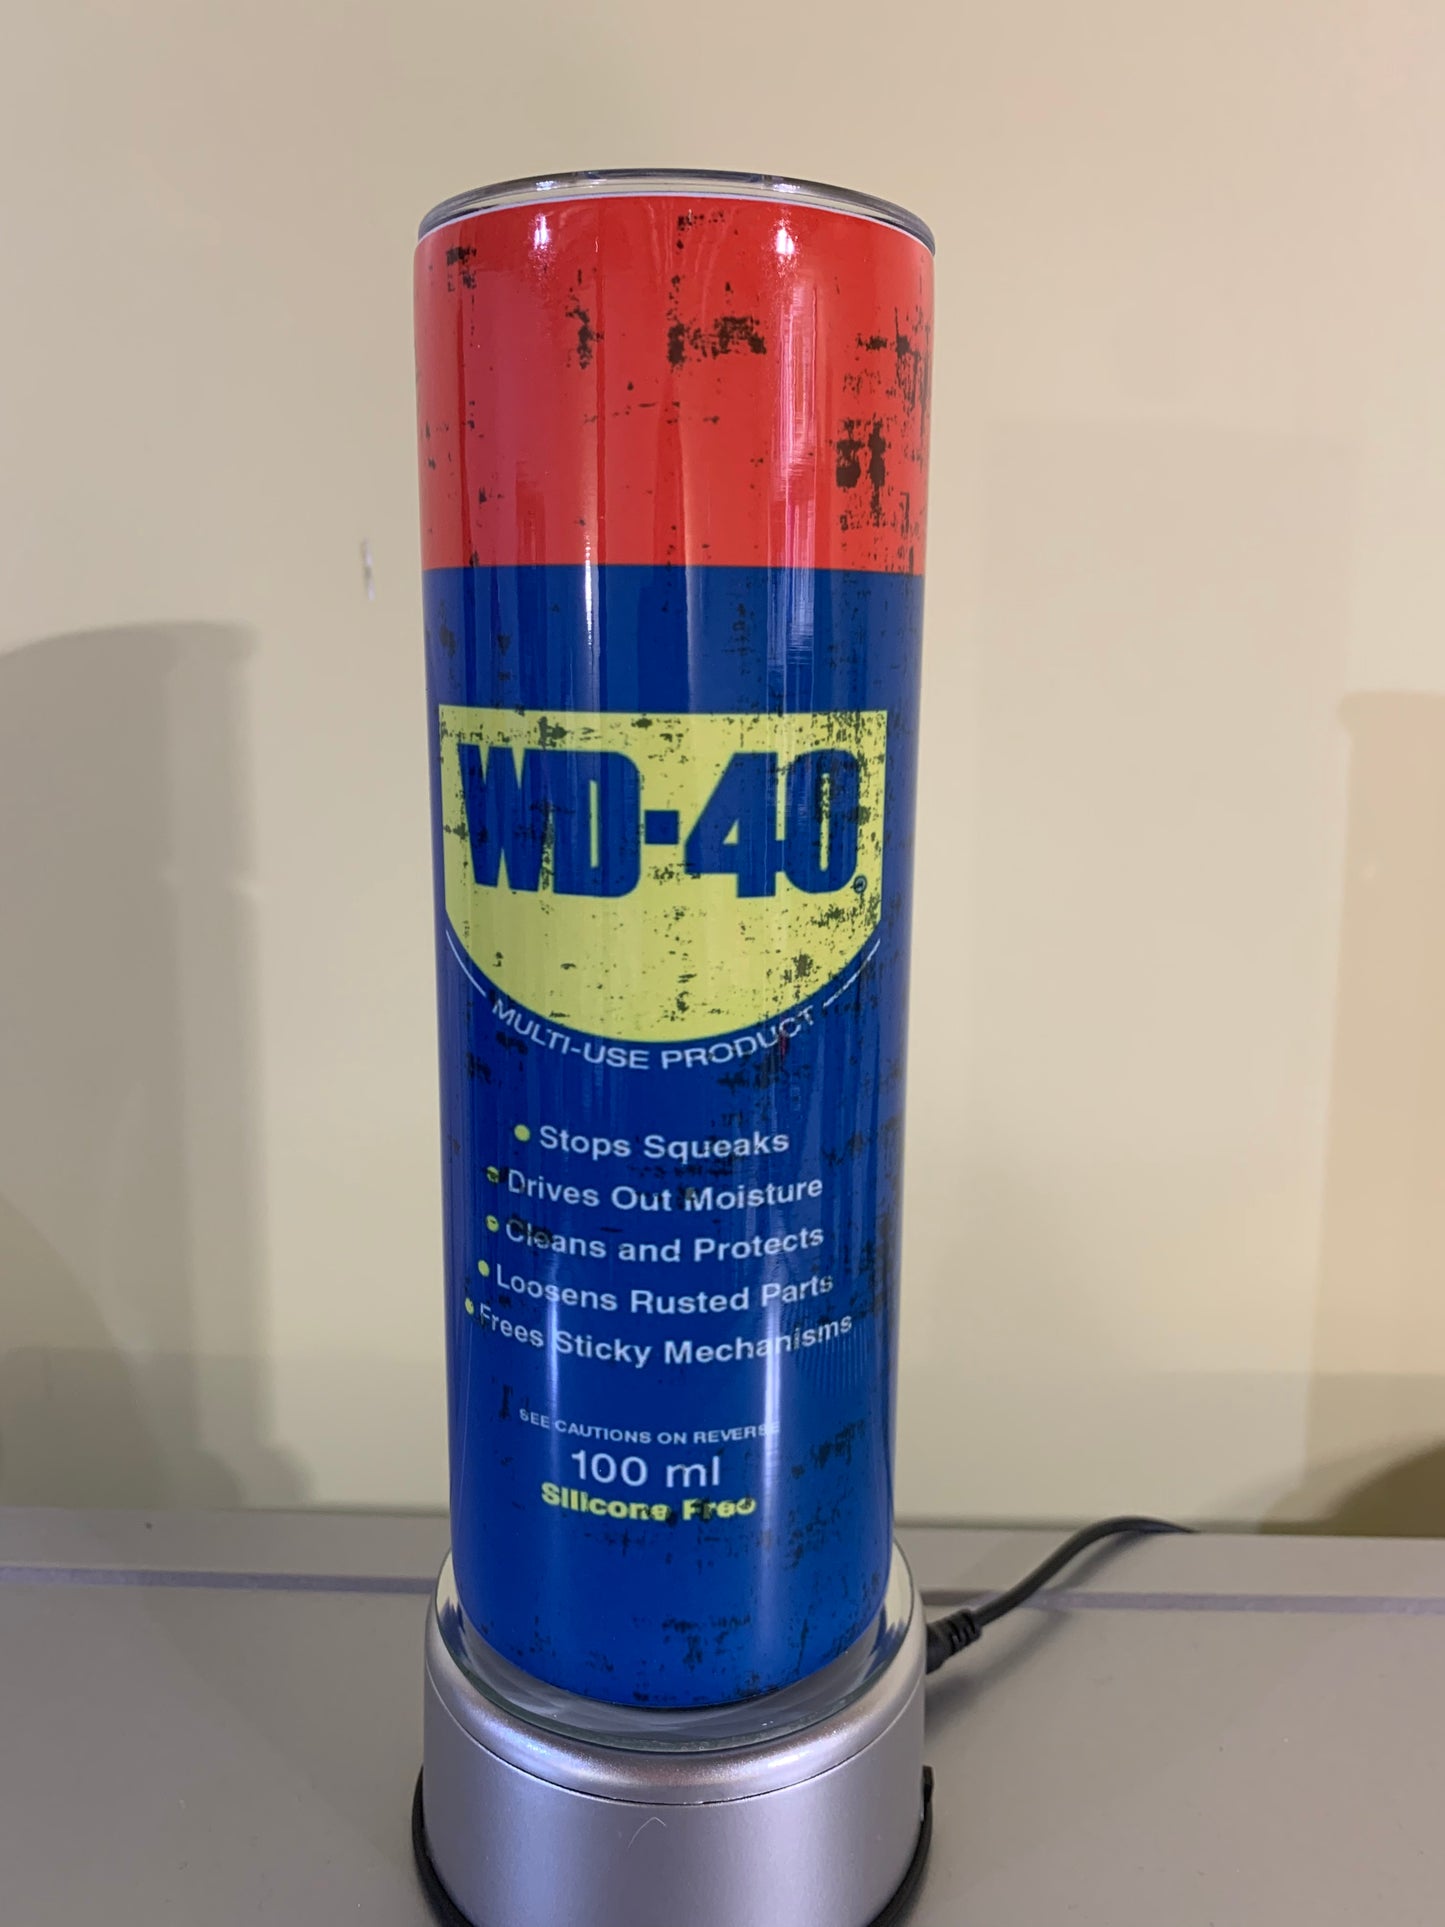 WD-40®
MULTI-USE PRODUCT
• Stops Squeaks
• Drives Out Moisture
• Cleans and Protects
• Loosens Rusted Parts
• Frees Sticky Mechanisms
SEE CAUTIONS ON REVERSE
100 ml
Silicone Free